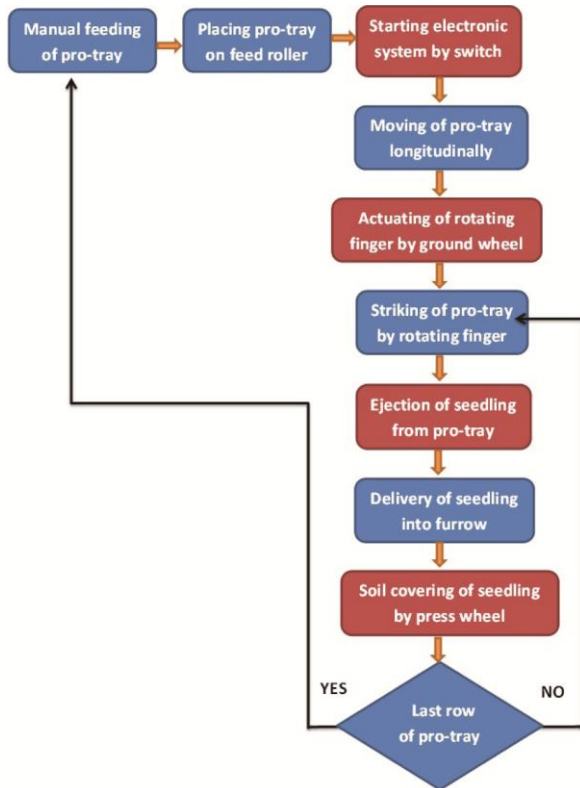 Manual feeding
of pro-tray
Placing pro-tray
on feed roller
Starting electronic
system by switch
Moving of pro-tray
longitudinally
Actuating of rotating
finger by ground wheel
Striking of pro-tray
by rotating finger
Ejection of seedling
from pro-tray
Delivery of seedling
into furrow
Soil covering of seedling
by press wheel
YES
NO
Last row
of pro-tray